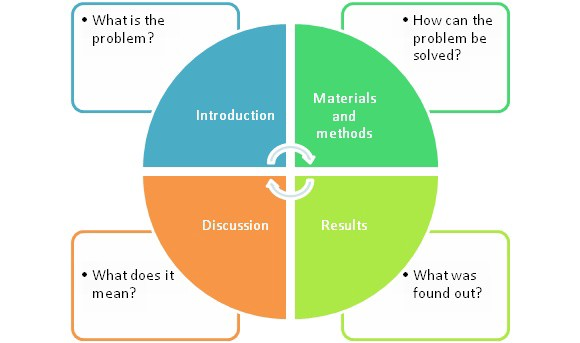 • What is the
problem?
• How can the
problem be
solved?
Introduction
Materials
and
methods
Discussion
Results
• What does it
mean?
• What was
found out?